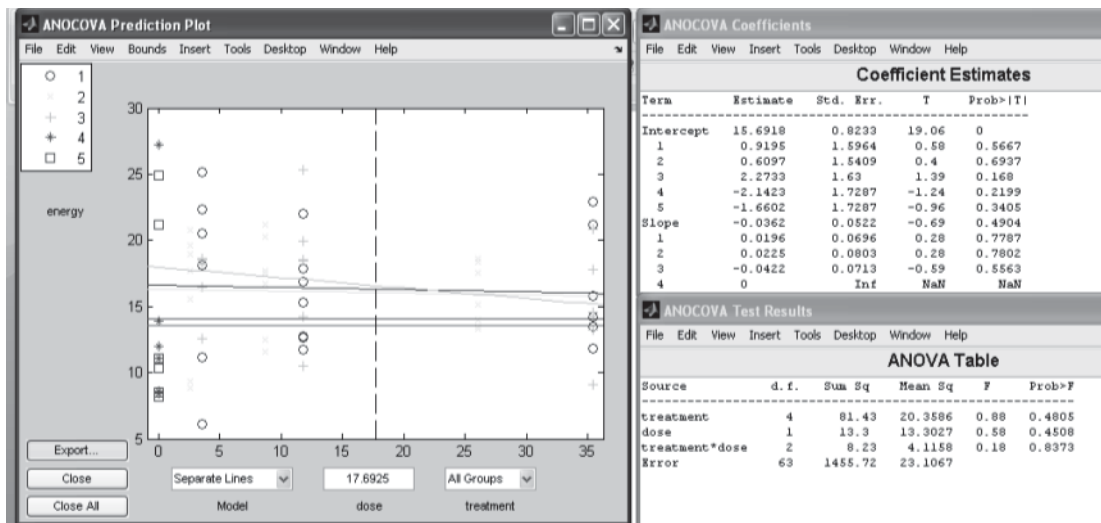 ANOCOVA Prediction Plot
File Edit View Bounds Insert Tools Desktop Window Help
1
2
3
4
5
energy
30
25
20
15
10
5
0 5 10 15 20 25 30 35
Export...
Close
Close All
Separate Lines
17.6925
All Groups
Model
dose
treatment
ANOCOVA Coefficients
File Edit View Insert Tools Desktop Window Help
Coefficient Estimates
Term Estimate Std. Err. T Prob>|T|
Intercept 15.6918 0.8233 19.06 0
1 0.9195 1.5964 0.58 0.5667
2 0.6097 1.5409 0.4 0.6937
3 2.2733 1.63 1.39 0.168
4 -2.1423 1.7287 -1.24 0.2199
5 -1.6602 1.7287 -0.96 0.3405
Slope -0.0362 0.0522 -0.69 0.4904
1 0.0196 0.0696 0.28 0.7787
2 0.0225 0.0803 0.28 0.7802
3 -0.0422 0.0713 -0.59 0.5563
4 0 Inf NaN NaN
ANOCOVA Test Results
File Edit View Insert Tools Desktop Window Help
ANOVA Table
Source d.f. Sum Sq Mean Sq F Prob>F
treatment 4 81.43 20.3586 0.88 0.4805
dose 1 13.3 13.3027 0.58 0.4508
treatment*dose 2 8.23 4.1158 0.18 0.8373
Error 63 1455.72 23.1067